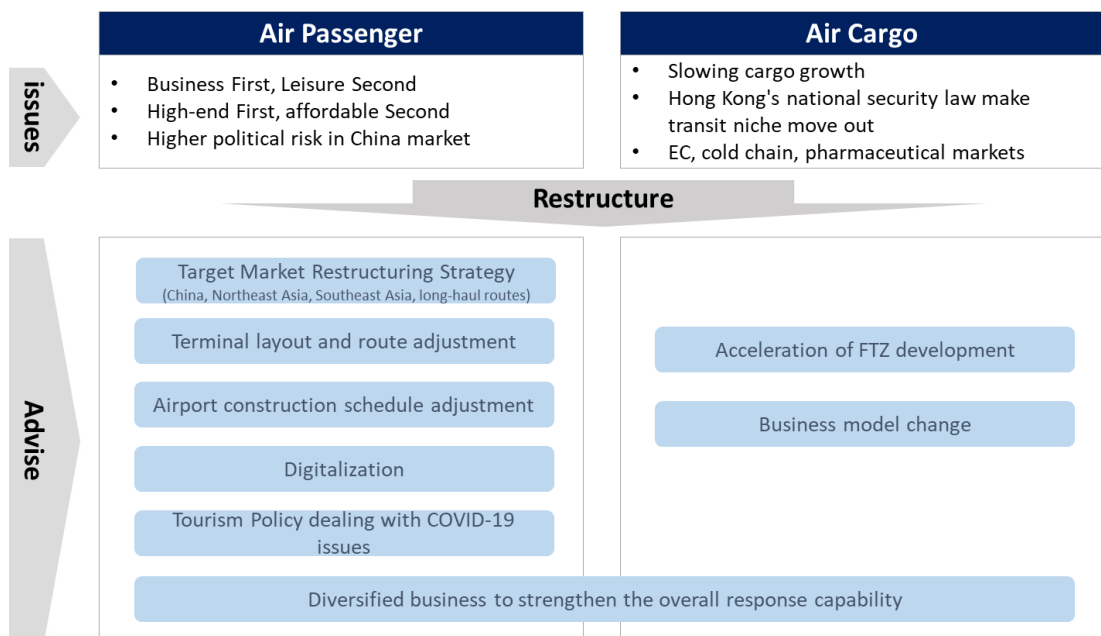 Air Passenger
Air Cargo
issues
• Business First, Leisure Second
• High-end First, affordable Second
• Higher political risk in China market
• Slowing cargo growth
• Hong Kong's national security law make
transit niche move out
• EC, cold chain, pharmaceutical markets
Restructure
Advise
Target Market Restructuring Strategy
(China, Northeast Asia, Southeast Asia, long-haul routes)
Terminal layout and route adjustment
Airport construction schedule adjustment
Digitalization
Tourism Policy dealing with COVID-19
issues
Acceleration of FTZ development
Business model change
Diversified business to strengthen the overall response capability